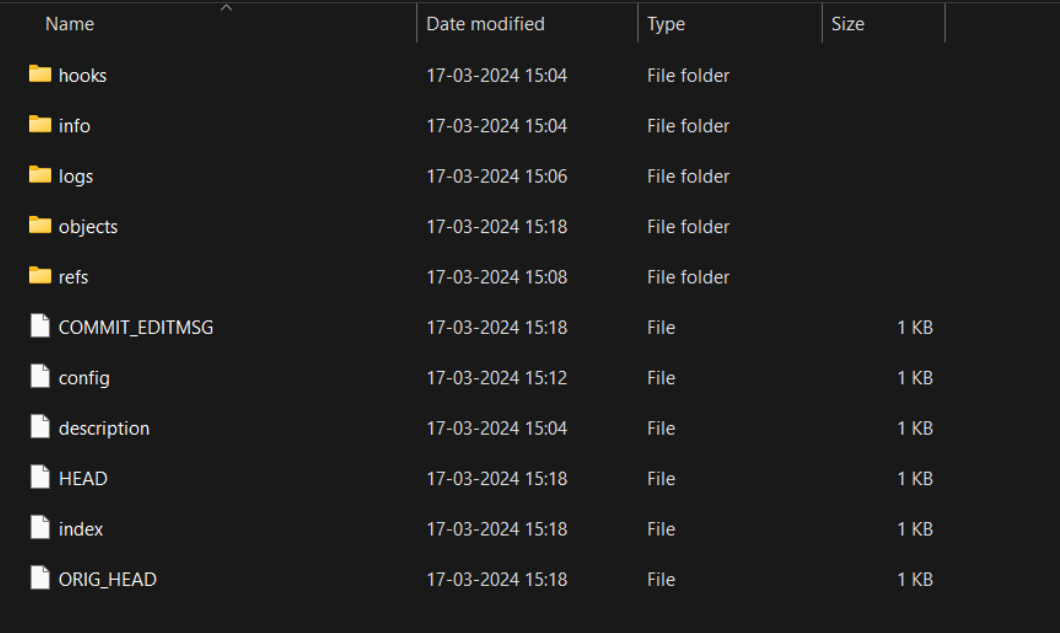 Name Date modified Type Size
hooks 17-03-2024 15:04 File folder
info 17-03-2024 15:04 File folder
logs 17-03-2024 15:06 File folder
objects 17-03-2024 15:18 File folder
refs 17-03-2024 15:08 File folder
COMMIT_EDITMSG 17-03-2024 15:18 File 1 KB
config 17-03-2024 15:12 File 1 KB
description 17-03-2024 15:04 File 1 KB
HEAD 17-03-2024 15:18 File 1 KB
index 17-03-2024 15:18 File 1 KB
ORIG_HEAD 17-03-2024 15:18 File 1 KB